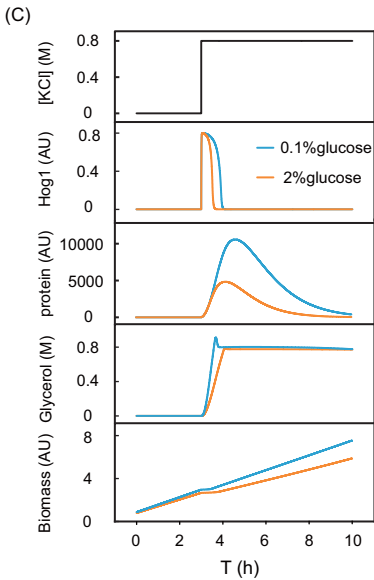 (C)
[KCl] (M)
0.8
0.4
0
Hog1 (AU)
0.8
0.4
0
0.1%glucose
2%glucose
protein (AU)
10000
5000
0
Glycerol (M)
0.8
0.4
0
Biomass (AU)
8
4
0
0 2 4 6 8 10
T (h)